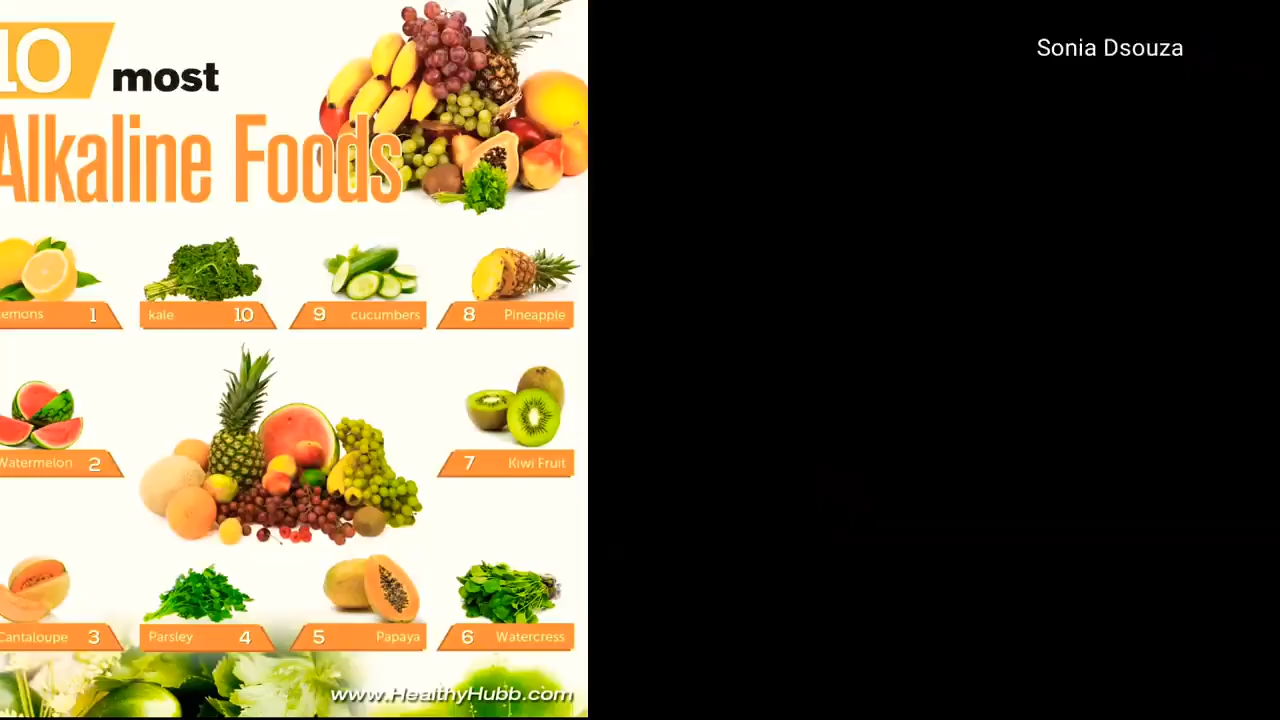 10 most
Alkaline Foods
Sonia Dsouza
emons 1
kale 10
9 cucumbers
8 Pineapple
Watermelon 2
7 Kiwi Fruit
Cantaloupe 3
Parsley 4
5 Papaya
6 Watercress
www.HealthyHubb.com